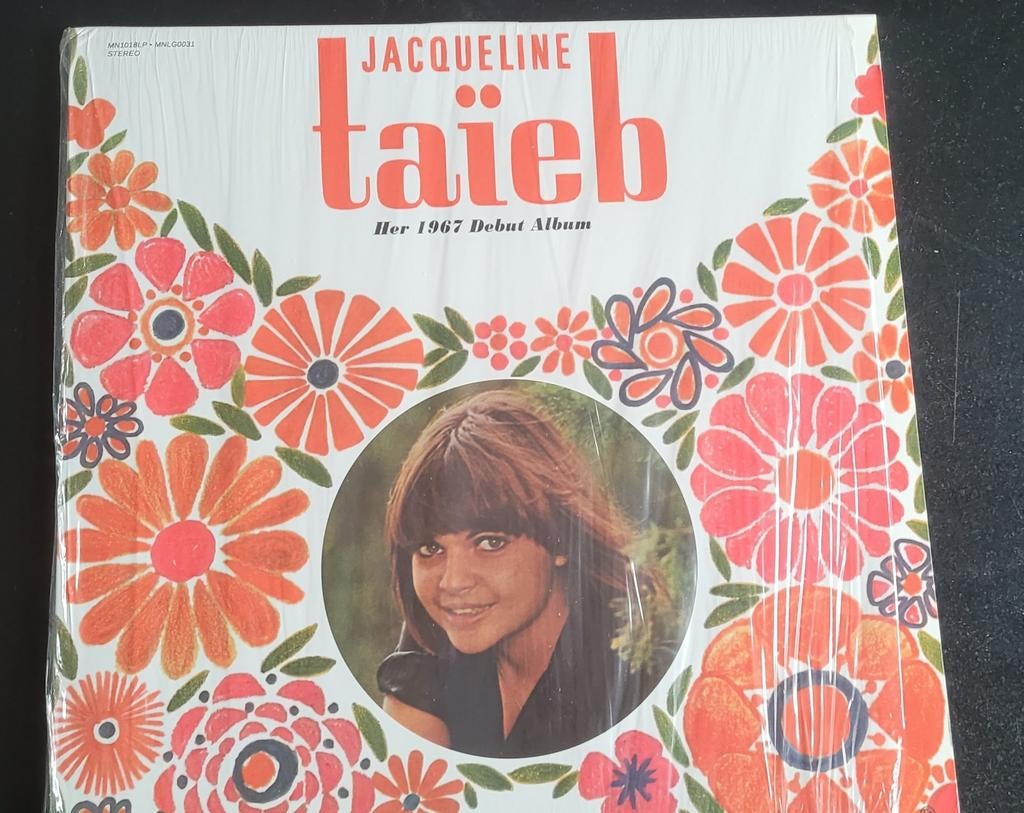 MN1018LP • MNLG0031
STEREO
JACQUELINE
taïeb
Her 1967 Debut Album